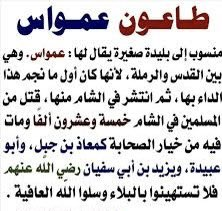 طاعون عمواس
منسوب إلى بليدة صغيرة يقال لها : عمواس. وهي
بين القدس والرملة ، لأنها كان أول ما نجم هذا
الداء بها ، ثم انتشر في الشام منها ، قتل من
المسلمين في الشام خمسة وعشرون ألفا ومات
فيه من خيار الصحابة كمعاذ بن جبل، وأبو
عبيدة ، ويزيد بن أبي سفيان رضي الله عنهم
فلا تستهينوا بالبلاء وسلوا الله العافية .